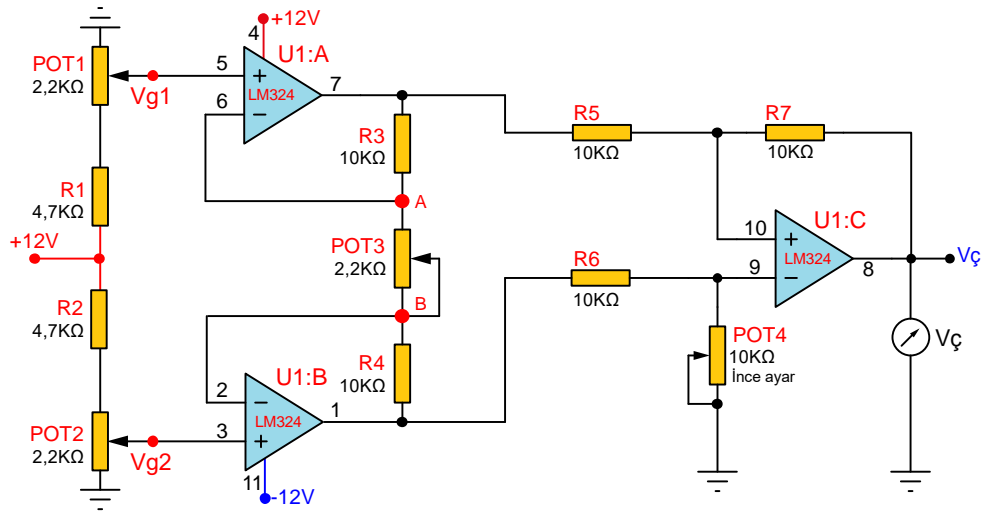 +12V
4
U1:A
POT1
2,2KΩ
Vg1
5
+
LM324
7
6
−
R3
10KΩ
R5
10KΩ
R7
10KΩ
R1
4,7KΩ
A
+12V
POT3
2,2KΩ
10
+
U1:C
LM324
8
Vç
9
−
R6
10KΩ
R2
4,7KΩ
B
POT4
10KΩ
İnce ayar
Vç
R4
10KΩ
U1:B
2
−
LM324
1
3
+
POT2
2,2KΩ
Vg2
11
-12V